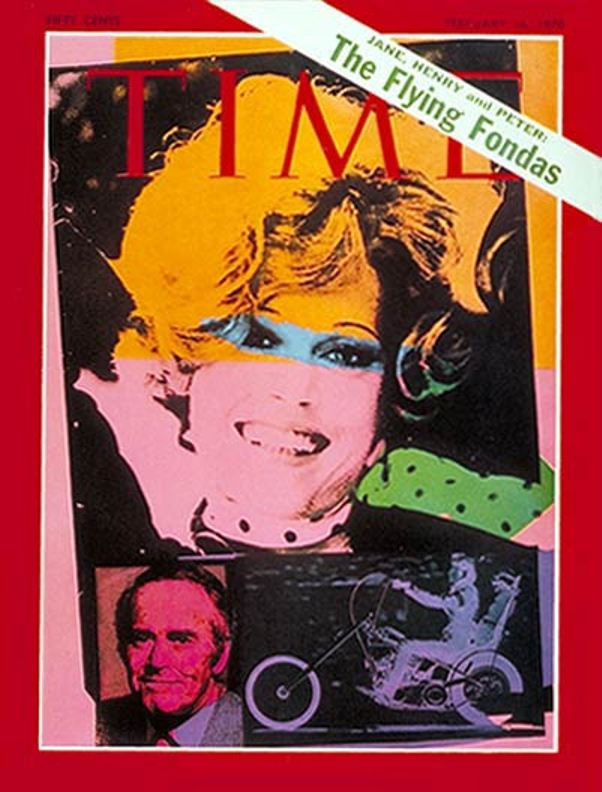 FIFTY CENTS
FEBRUARY 16, 1970
JANE, HENRY and PETER:
The Flying Fondas
TIME